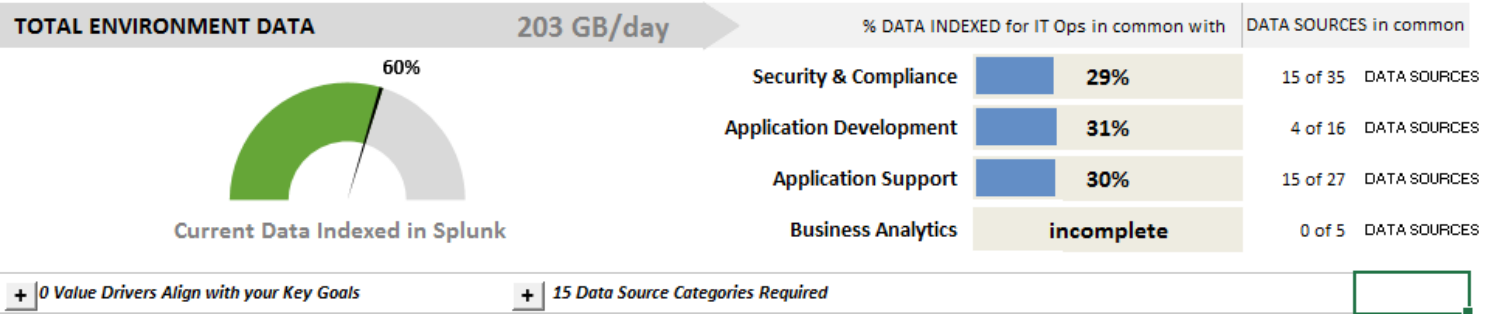 TOTAL ENVIRONMENT DATA 203 GB/day % DATA INDEXED for IT Ops in common with DATA SOURCES in common
60%
Current Data Indexed in Splunk
Security & Compliance 29% 15 of 35 DATA SOURCES
Application Development 31% 4 of 16 DATA SOURCES
Application Support 30% 15 of 27 DATA SOURCES
Business Analytics incomplete 0 of 5 DATA SOURCES
+ 0 Value Drivers Align with your Key Goals + 15 Data Source Categories Required